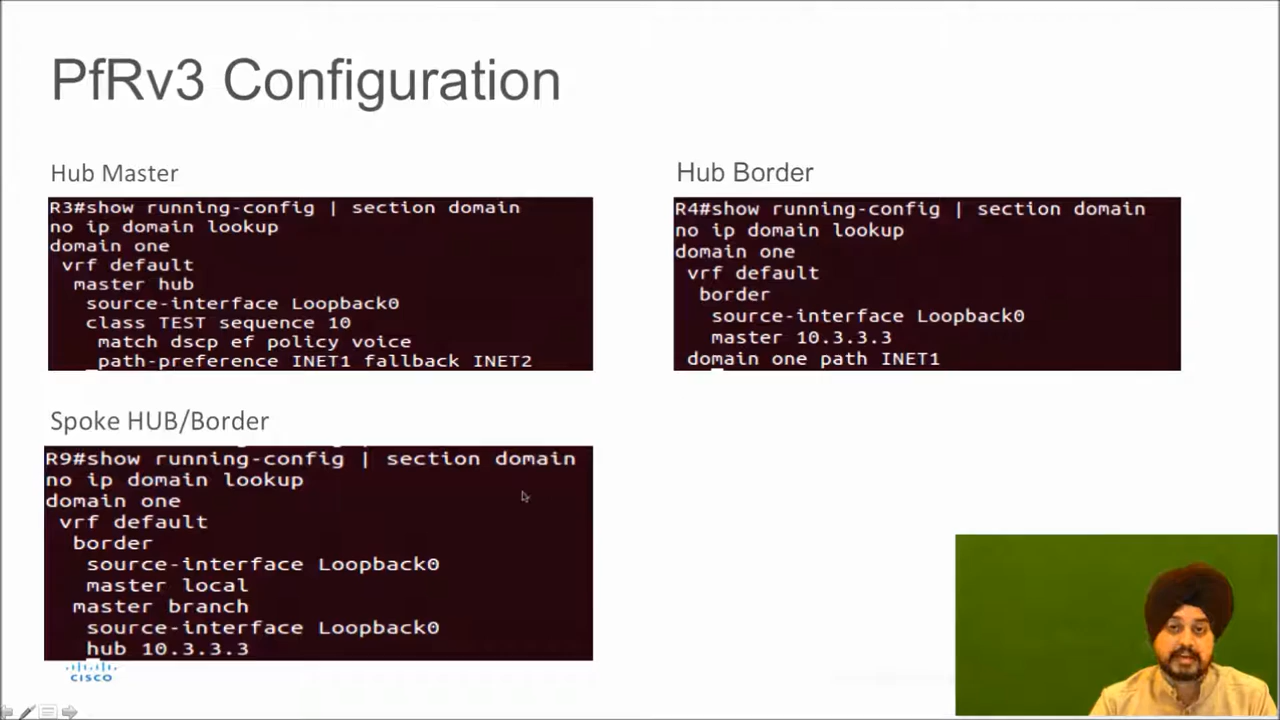 PfRv3 Configuration
Hub Master
R3#show running-config | section domain
no ip domain lookup
domain one
 vrf default
  master hub
   source-interface Loopback0
   class TEST sequence 10
    match dscp ef policy voice
    path-preference INET1 fallback INET2
Hub Border
R4#show running-config | section domain
no ip domain lookup
domain one
 vrf default
  border
   source-interface Loopback0
   master 10.3.3.3
 domain one path INET1
Spoke HUB/Border
R9#show running-config | section domain
no ip domain lookup
domain one
 vrf default
  border
   source-interface Loopback0
   master local
  master branch
   source-interface Loopback0
   hub 10.3.3.3
CISCO